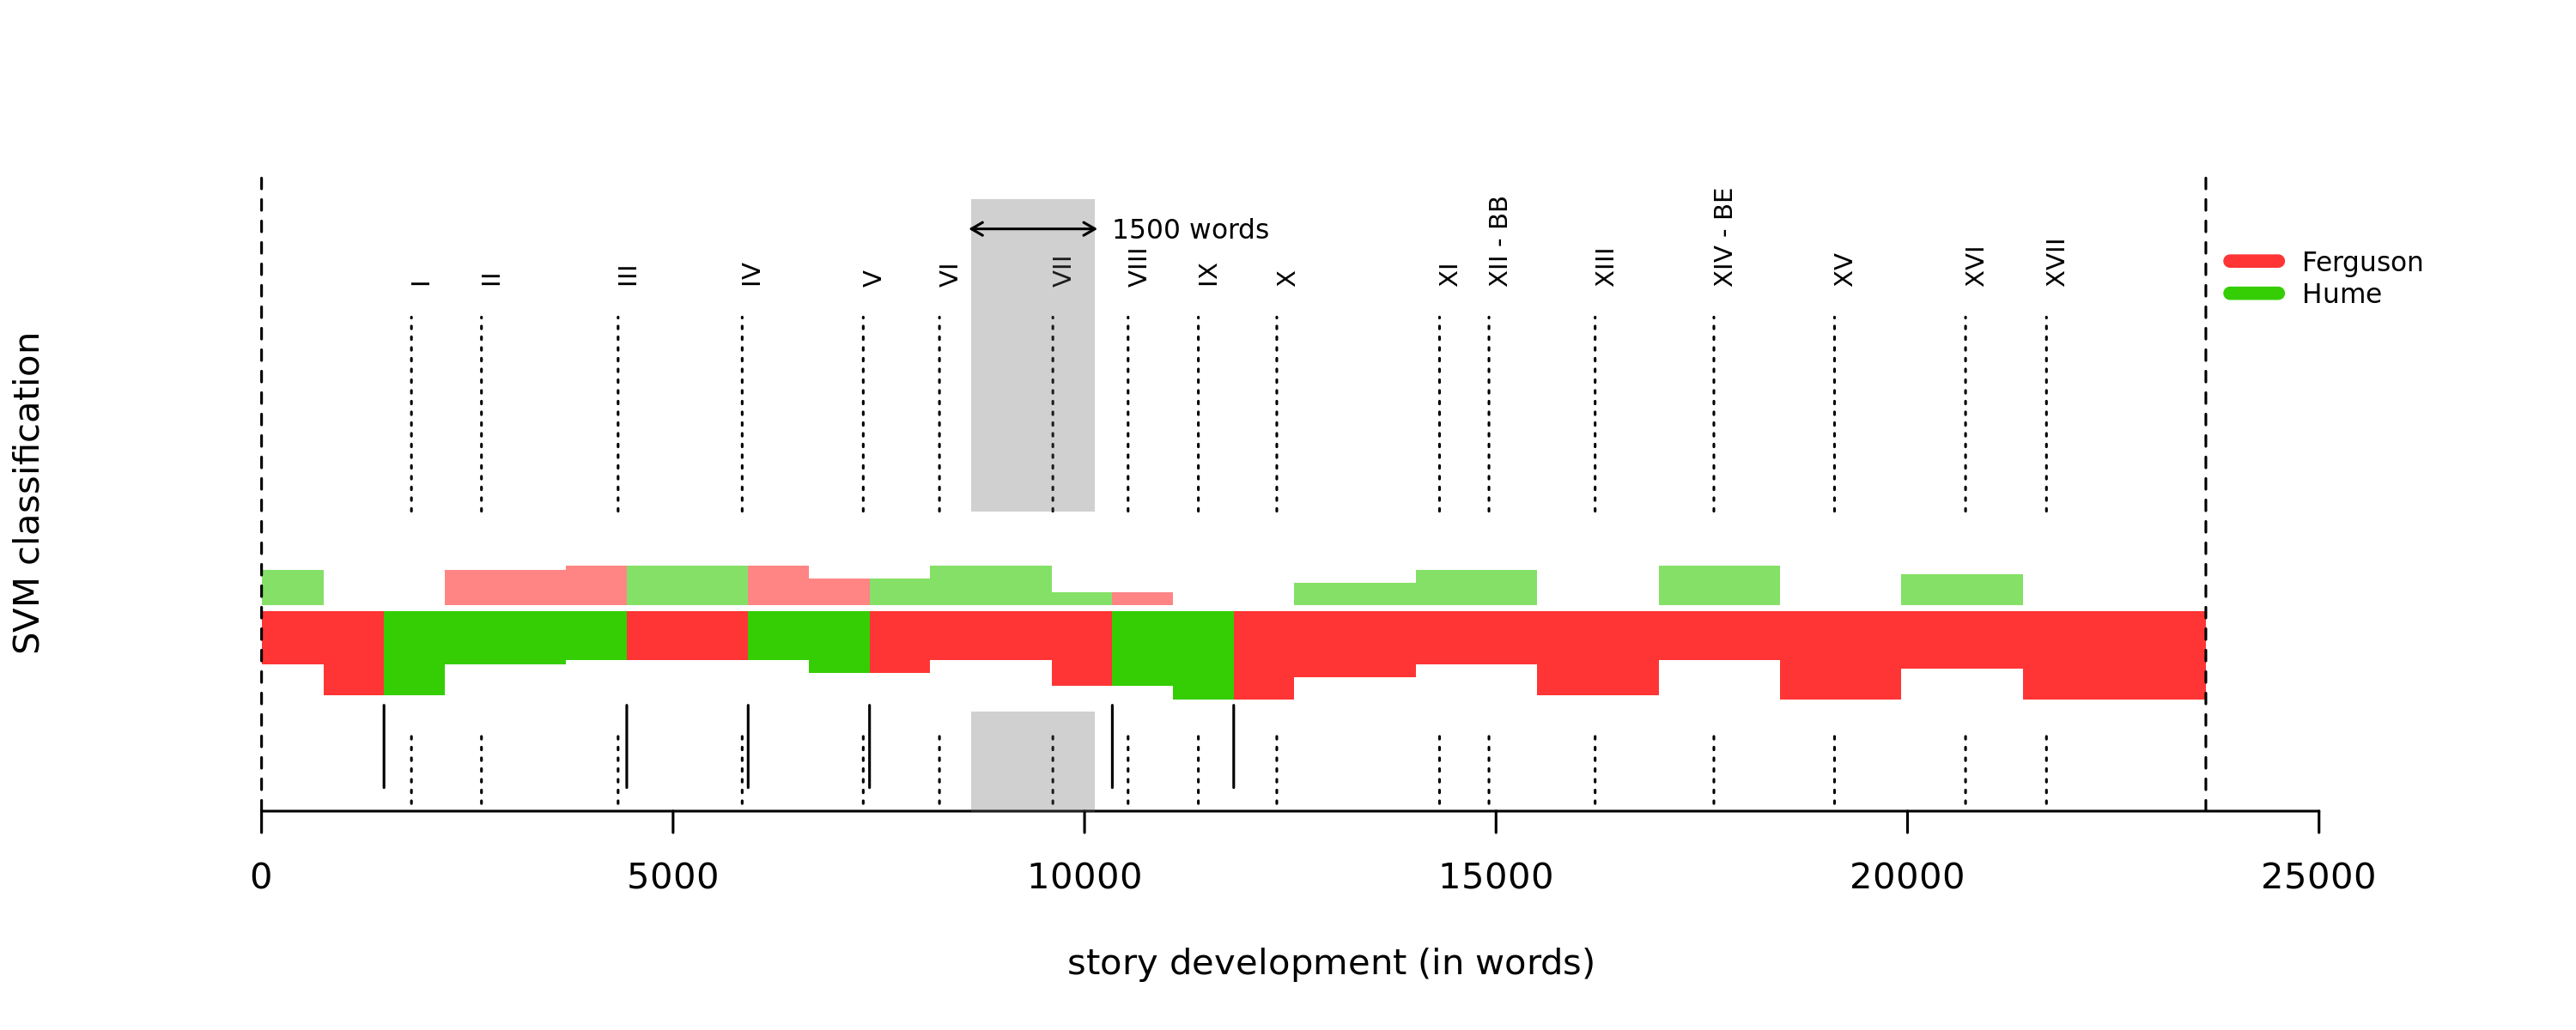 1500 words
I
II
III
IV
V
VI
VII
VIII
IX
X
XI
XII - BB
XIII
XIV - BE
XV
XVI
XVII
Ferguson
Hume
SVM classification
0
5000
10000
15000
20000
25000
story development (in words)